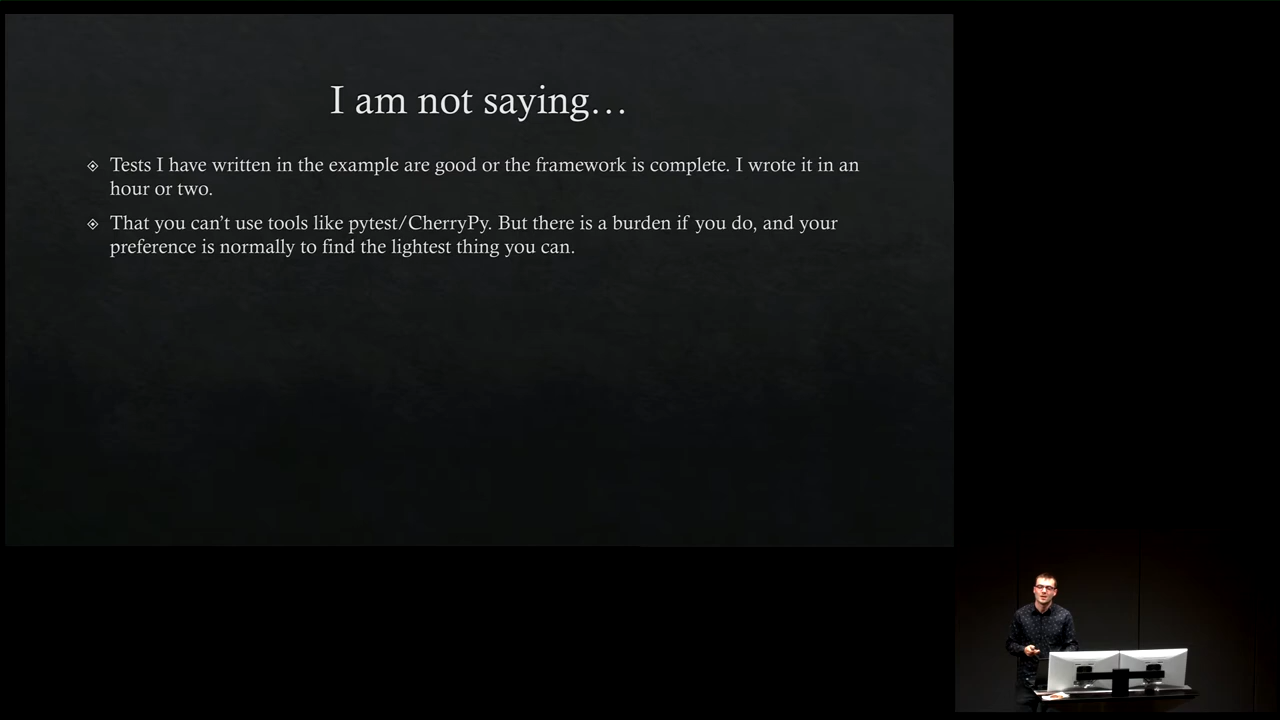 I am not saying…
Tests I have written in the example are good or the framework is complete. I wrote it in an
hour or two.
That you can’t use tools like pytest/CherryPy. But there is a burden if you do, and your
preference is normally to find the lightest thing you can.